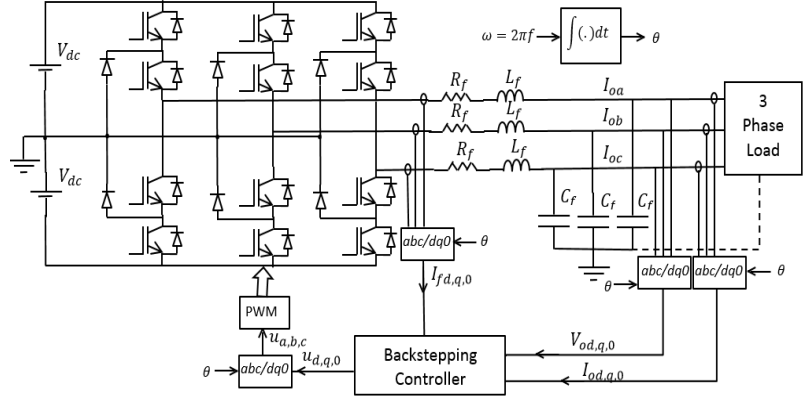 V_dc
V_dc
ω = 2πf
∫(.)dt
θ
R_f
L_f
I_oa
R_f
L_f
I_ob
R_f
L_f
I_oc
3
Phase
Load
C_f
C_f
C_f
abc/dq0
θ
I_fd,q,0
θ
abc/dq0
abc/dq0
θ
PWM
u_a,b,c
θ
abc/dq0
u_d,q,0
Backstepping
Controller
V_od,q,0
I_od,q,0